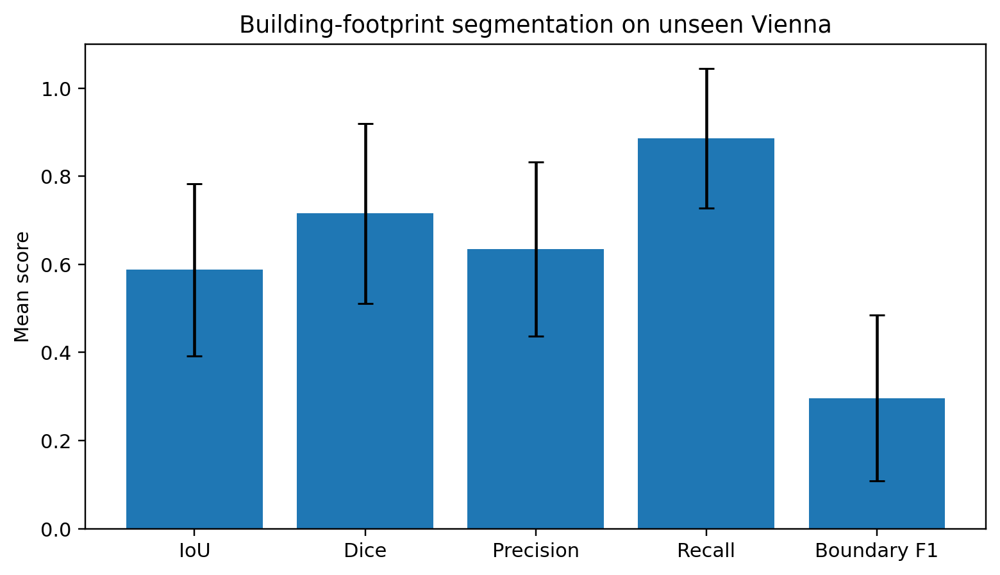 Building-footprint segmentation on unseen Vienna
Mean score
1.0
0.8
0.6
0.4
0.2
0.0
IoU
Dice
Precision
Recall
Boundary F1